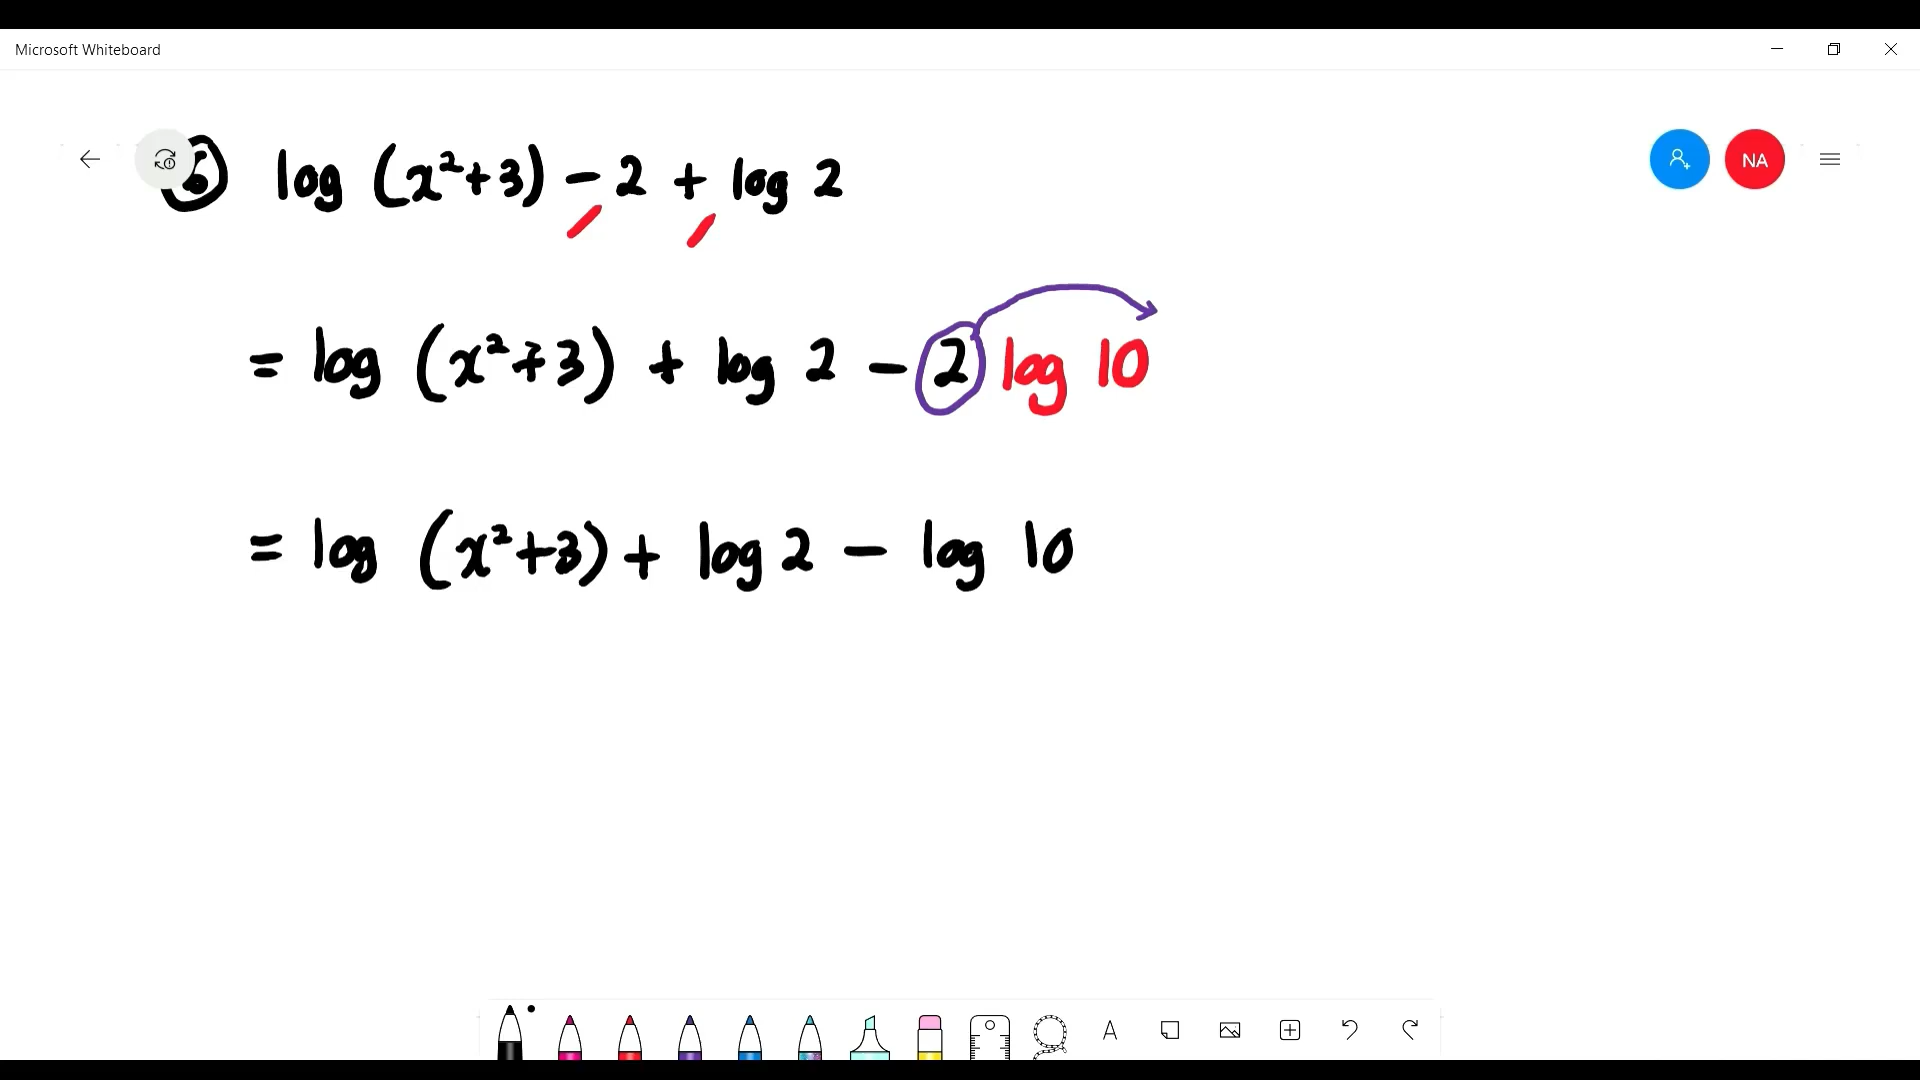 Microsoft Whiteboard
6 log (x²+3) - 2 + log 2
NA
= log (x²+3) + log 2 - 2 log 10
= log (x²+3) + log 2 - log 10
A